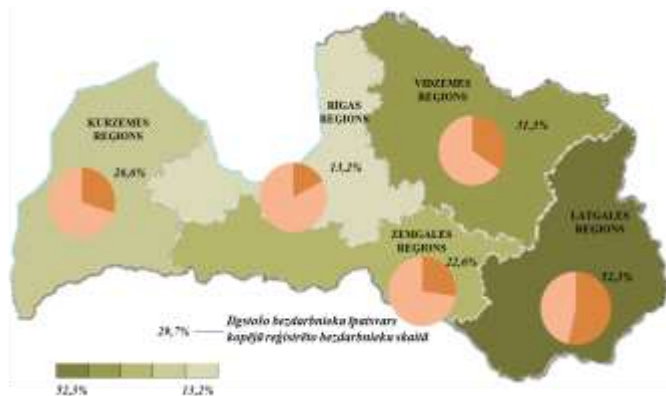 VIDZEMES
REGIONS
31,3%
RĪGAS
REGIONS
13,2%
KURZEMES
REGIONS
26,6%
LATGALES
REGIONS
52,3%
ZEMGALES
REGIONS
22,6%
29,7%
Ilgstošo bezdarbnieku īpatsvars
kopējā reģistrēto bezdarbnieku skaitā
52,3%
13,2%